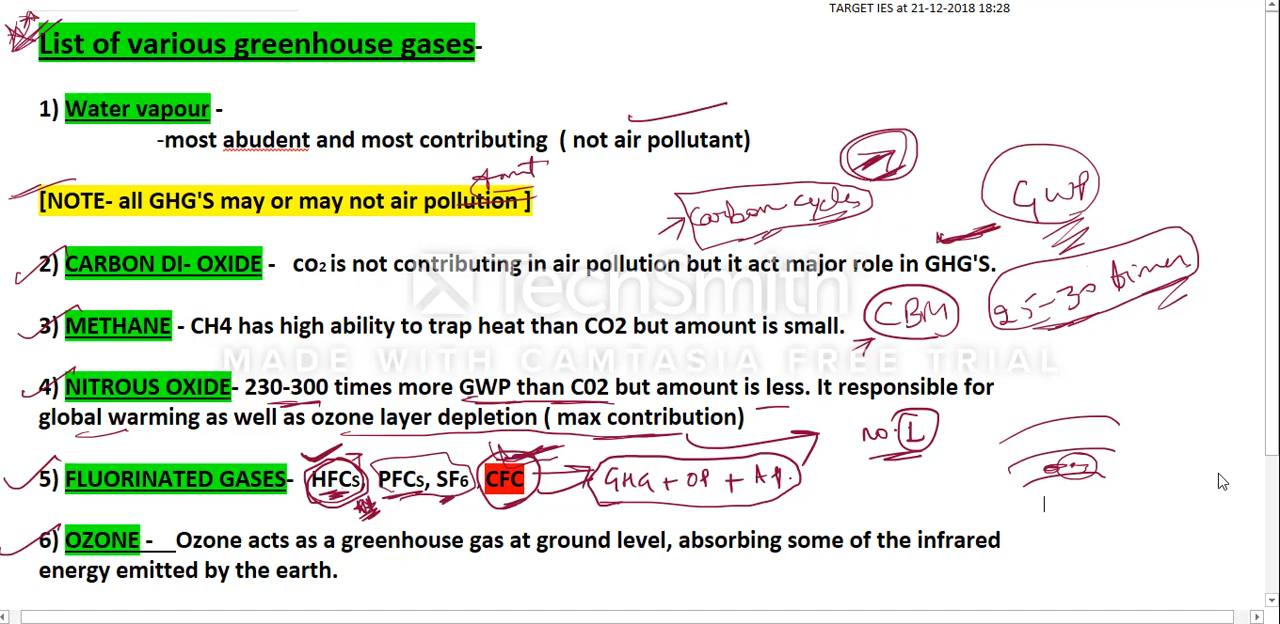 TARGET IES at 21-12-2018 18:28
List of various greenhouse gases-
1) Water vapour -
-most abudent and most contributing ( not air pollutant)
[NOTE- all GHG'S may or may not air pollution ]
Carbon cycles
GWP
2) CARBON DI- OXIDE - CO2 is not contributing in air pollution but it act major role in GHG'S.
25-30 times
TechSmith
3) METHANE - CH4 has high ability to trap heat than CO2 but amount is small.
CBM
MADE WITH CAMTASIA FREE TRIAL
4) NITROUS OXIDE- 230-300 times more GWP than C02 but amount is less. It responsible for
global warming as well as ozone layer depletion ( max contribution)
no. 1
5) FLUORINATED GASES- HFCs, PFCs, SF6, CFC
GHG + OP + A.P.
6) OZONE - Ozone acts as a greenhouse gas at ground level, absorbing some of the infrared
energy emitted by the earth.